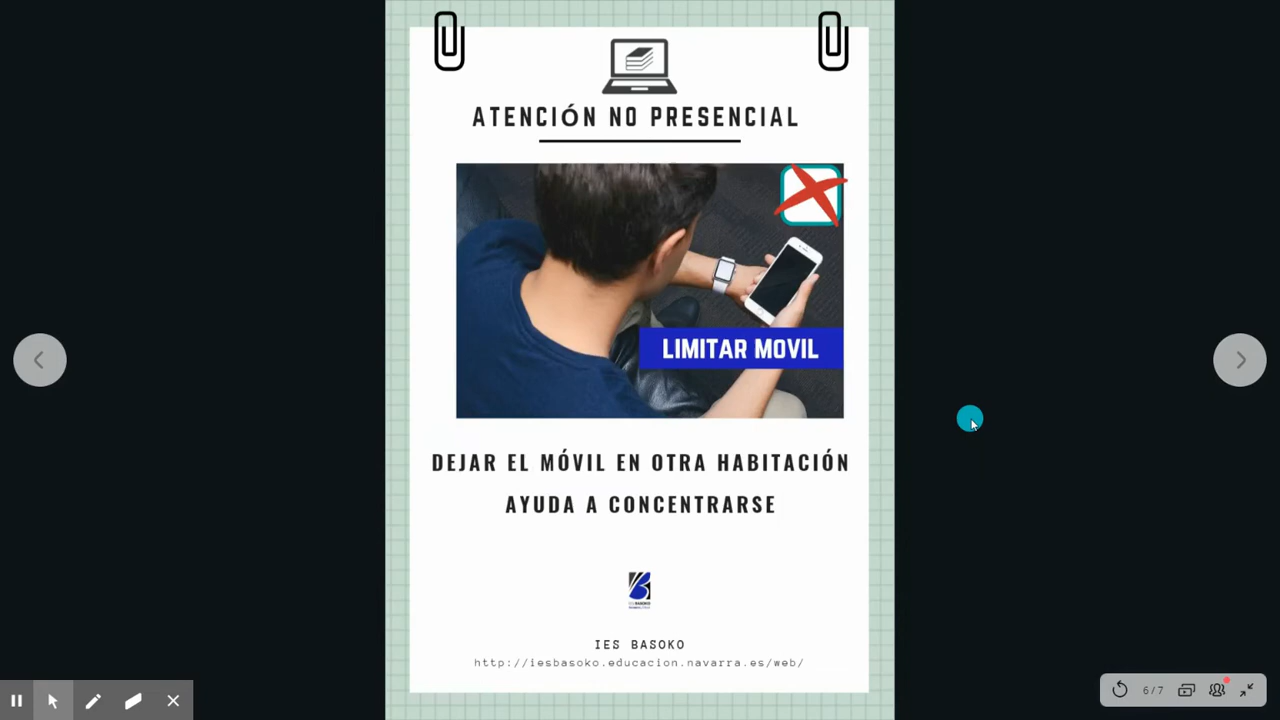 ATENCIÓN NO PRESENCIAL
LIMITAR MOVIL
DEJAR EL MÓVIL EN OTRA HABITACIÓN
AYUDA A CONCENTRARSE
IES BASOKO
http://iesbasoko.educacion.navarra.es/web/
6/7